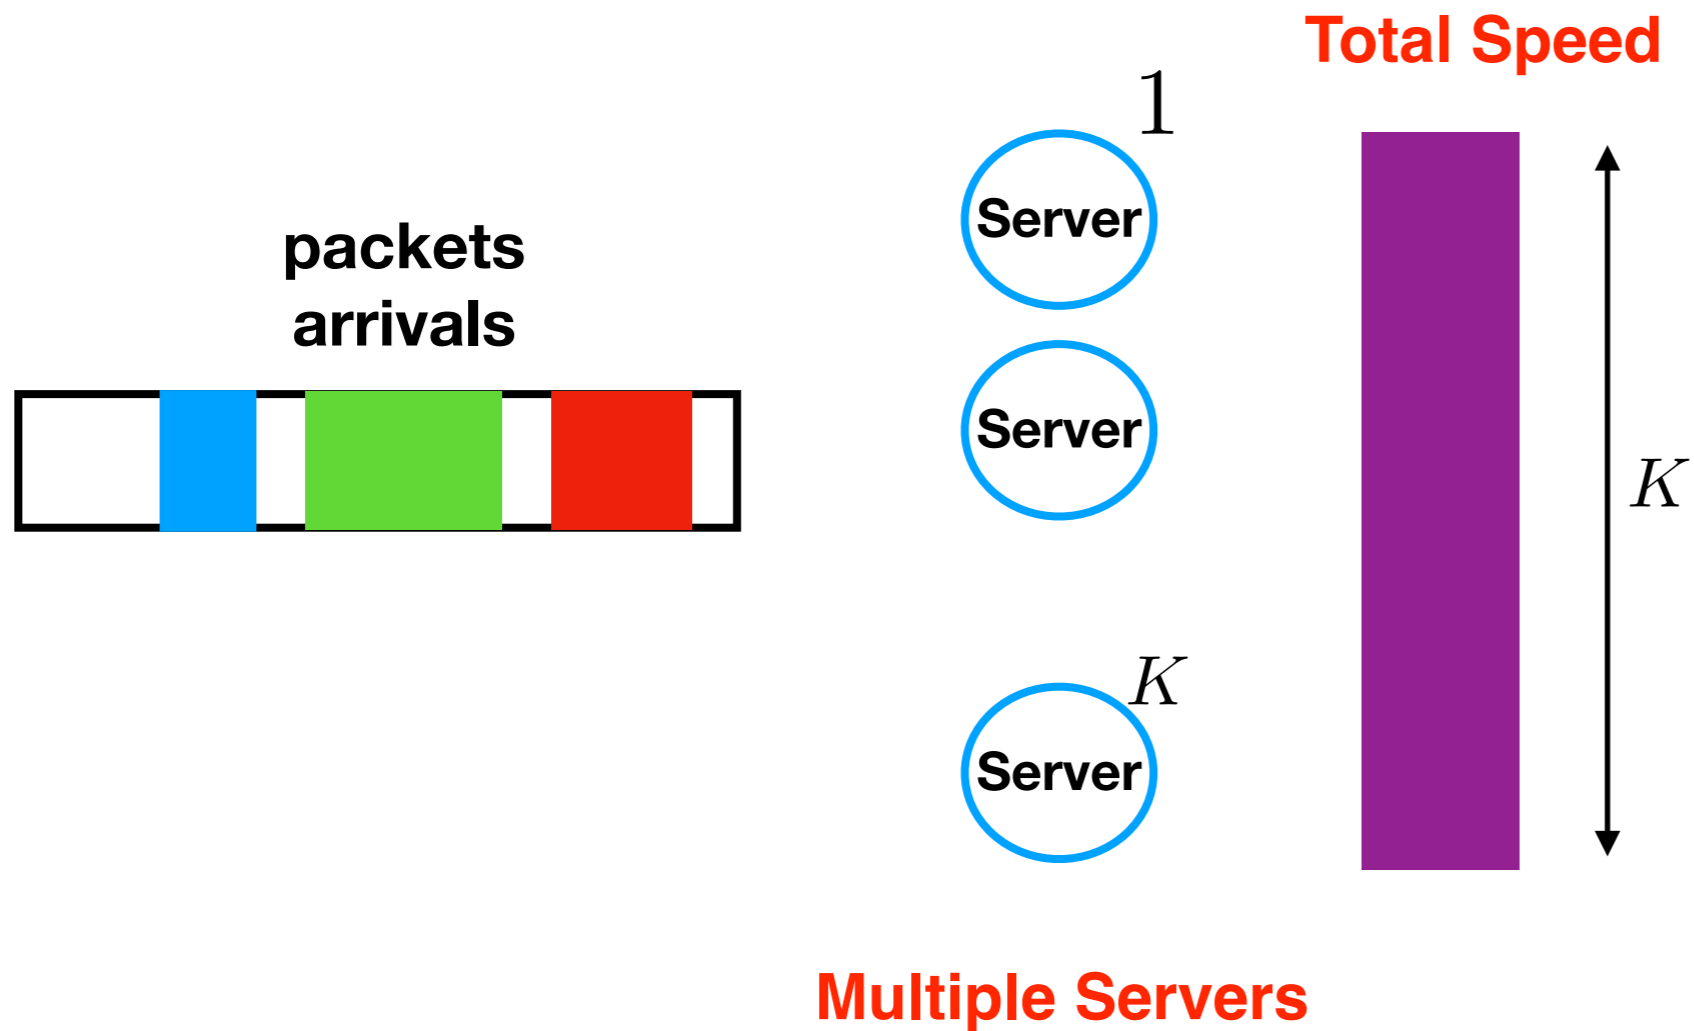 Total Speed
1
Server
packets
arrivals
Server
K
K
Server
Multiple Servers